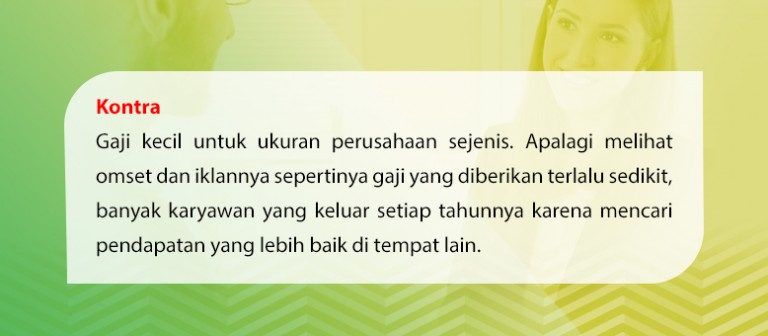 Kontra
Gaji kecil untuk ukuran perusahaan sejenis. Apalagi melihat
omset dan iklannya sepertinya gaji yang diberikan terlalu sedikit,
banyak karyawan yang keluar setiap tahunnya karena mencari
pendapatan yang lebih baik di tempat lain.